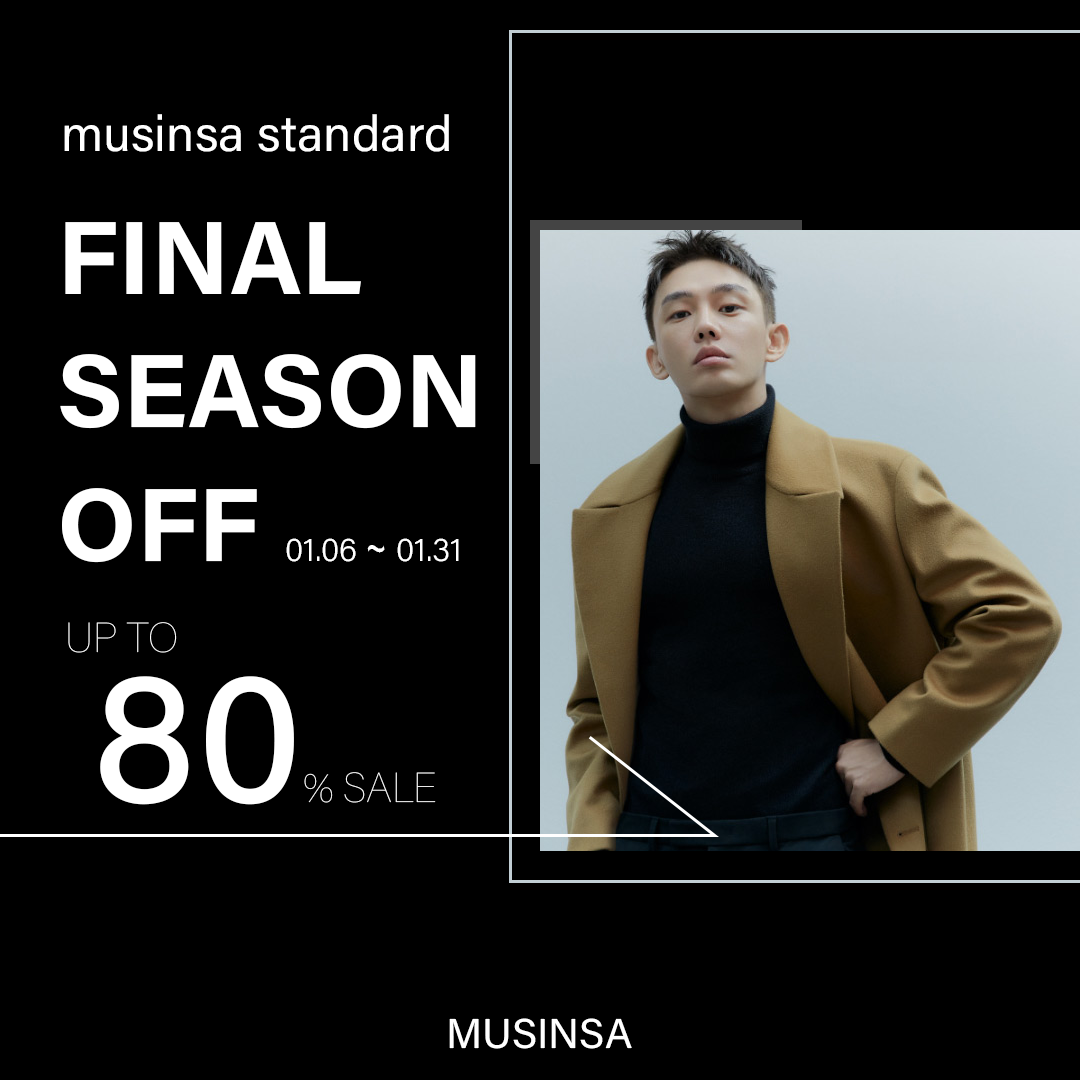 musinsa standard
FINAL
SEASON
OFF 01.06 ~ 01.31
UP TO
80 % SALE
MUSINSA